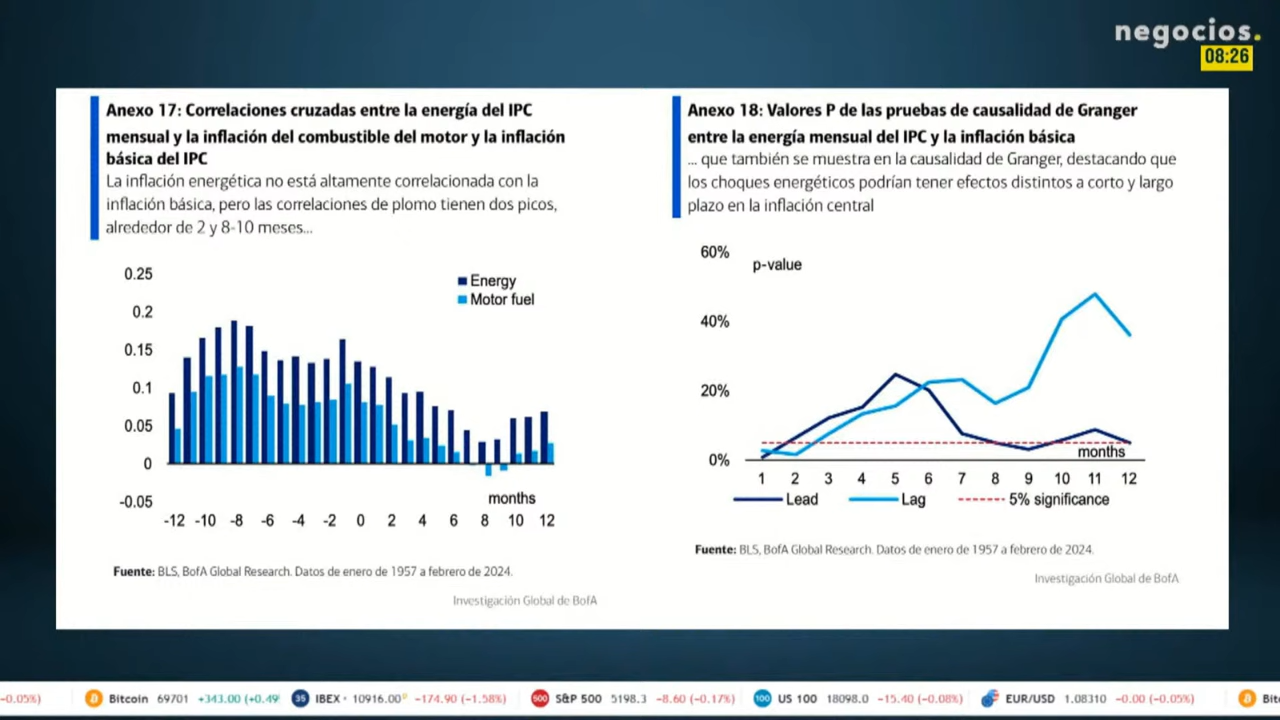 negocios.
08:26
Anexo 17: Correlaciones cruzadas entre la energía del IPC
mensual y la inflación del combustible del motor y la inflación
básica del IPC
La inflación energética no está altamente correlacionada con la
inflación básica, pero las correlaciones de plomo tienen dos picos,
alrededor de 2 y 8-10 meses...
0.25
0.2
0.15
0.1
0.05
0
-0.05
Energy
Motor fuel
months
-12 -10 -8 -6 -4 -2 0 2 4 6 8 10 12
Fuente: BLS, BofA Global Research. Datos de enero de 1957 a febrero de 2024.
Investigación Global de BofA
Anexo 18: Valores P de las pruebas de causalidad de Granger
entre la energía mensual del IPC y la inflación básica
... que también se muestra en la causalidad de Granger, destacando que
los choques energéticos podrían tener efectos distintos a corto y largo
plazo en la inflación central
60%
40%
20%
0%
p-value
months
1 2 3 4 5 6 7 8 9 10 11 12
Lead Lag 5% significance
Fuente: BLS, BofA Global Research. Datos de enero de 1957 a febrero de 2024.
Investigación Global de BofA
-0.05%) Bitcoin 69701 +343.00 (+0.49 35 IBEX 10916.00 -174.90 (-1.58%) 500 S&P 500 5198.3 -8.60 (-0.17%) 100 US 100 18098.0 -15.40 (-0.08%) EUR/USD 1.08310 -0.00 (-0.05%) Bit